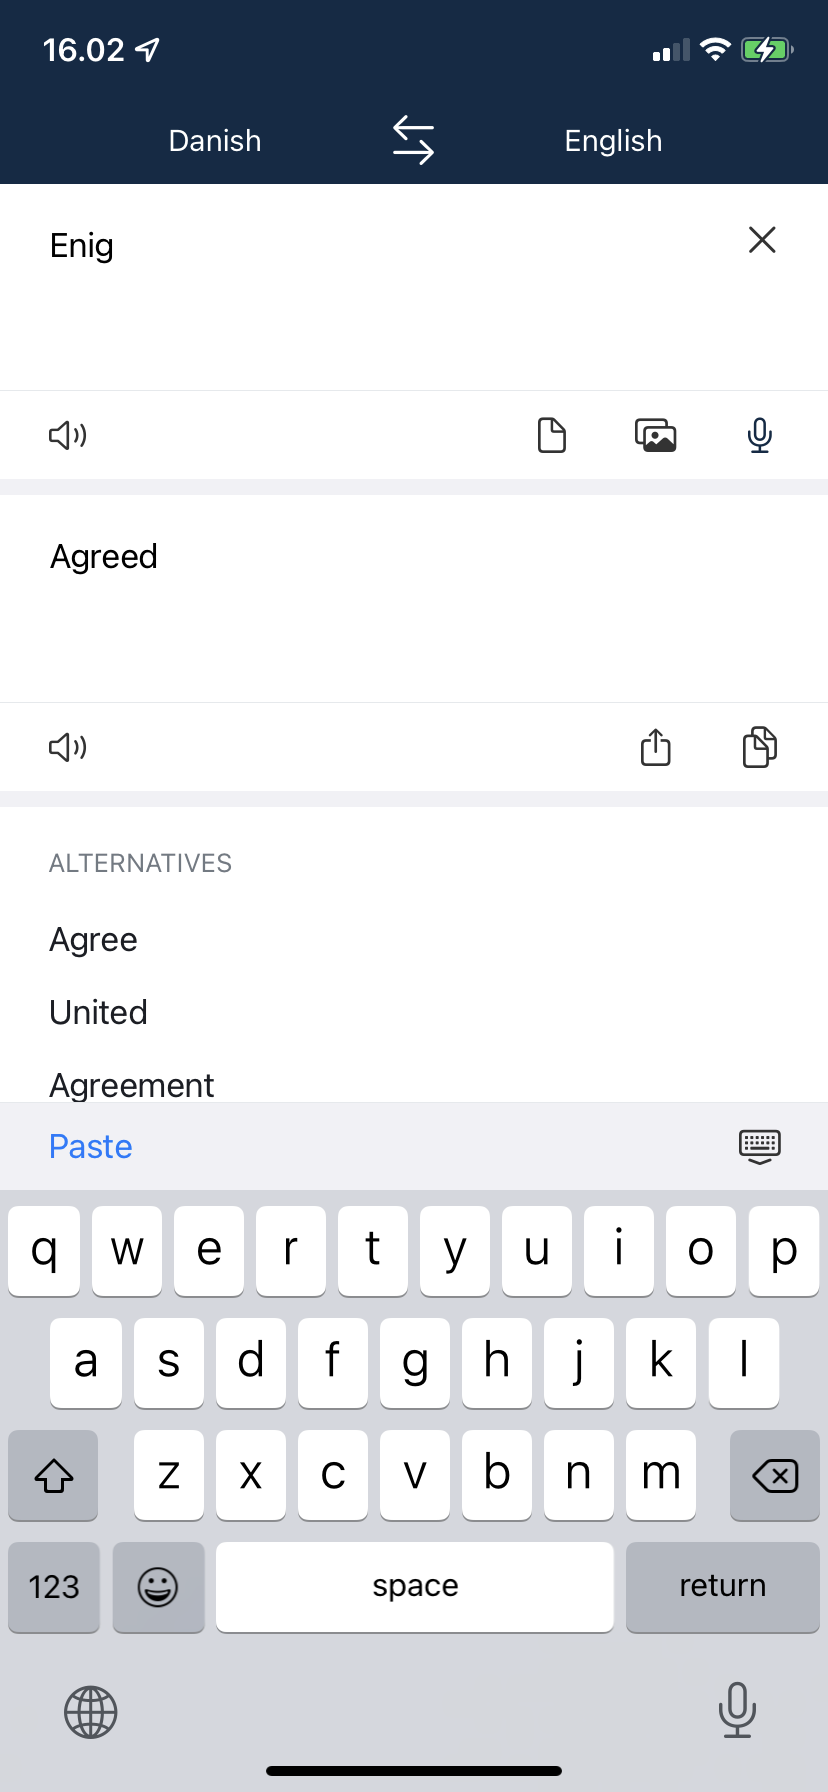 16.02
Danish English
Enig
Agreed
ALTERNATIVES
Agree
United
Agreement
Paste
q w e r t y u i o p
a s d f g h j k l
z x c v b n m
123 space return